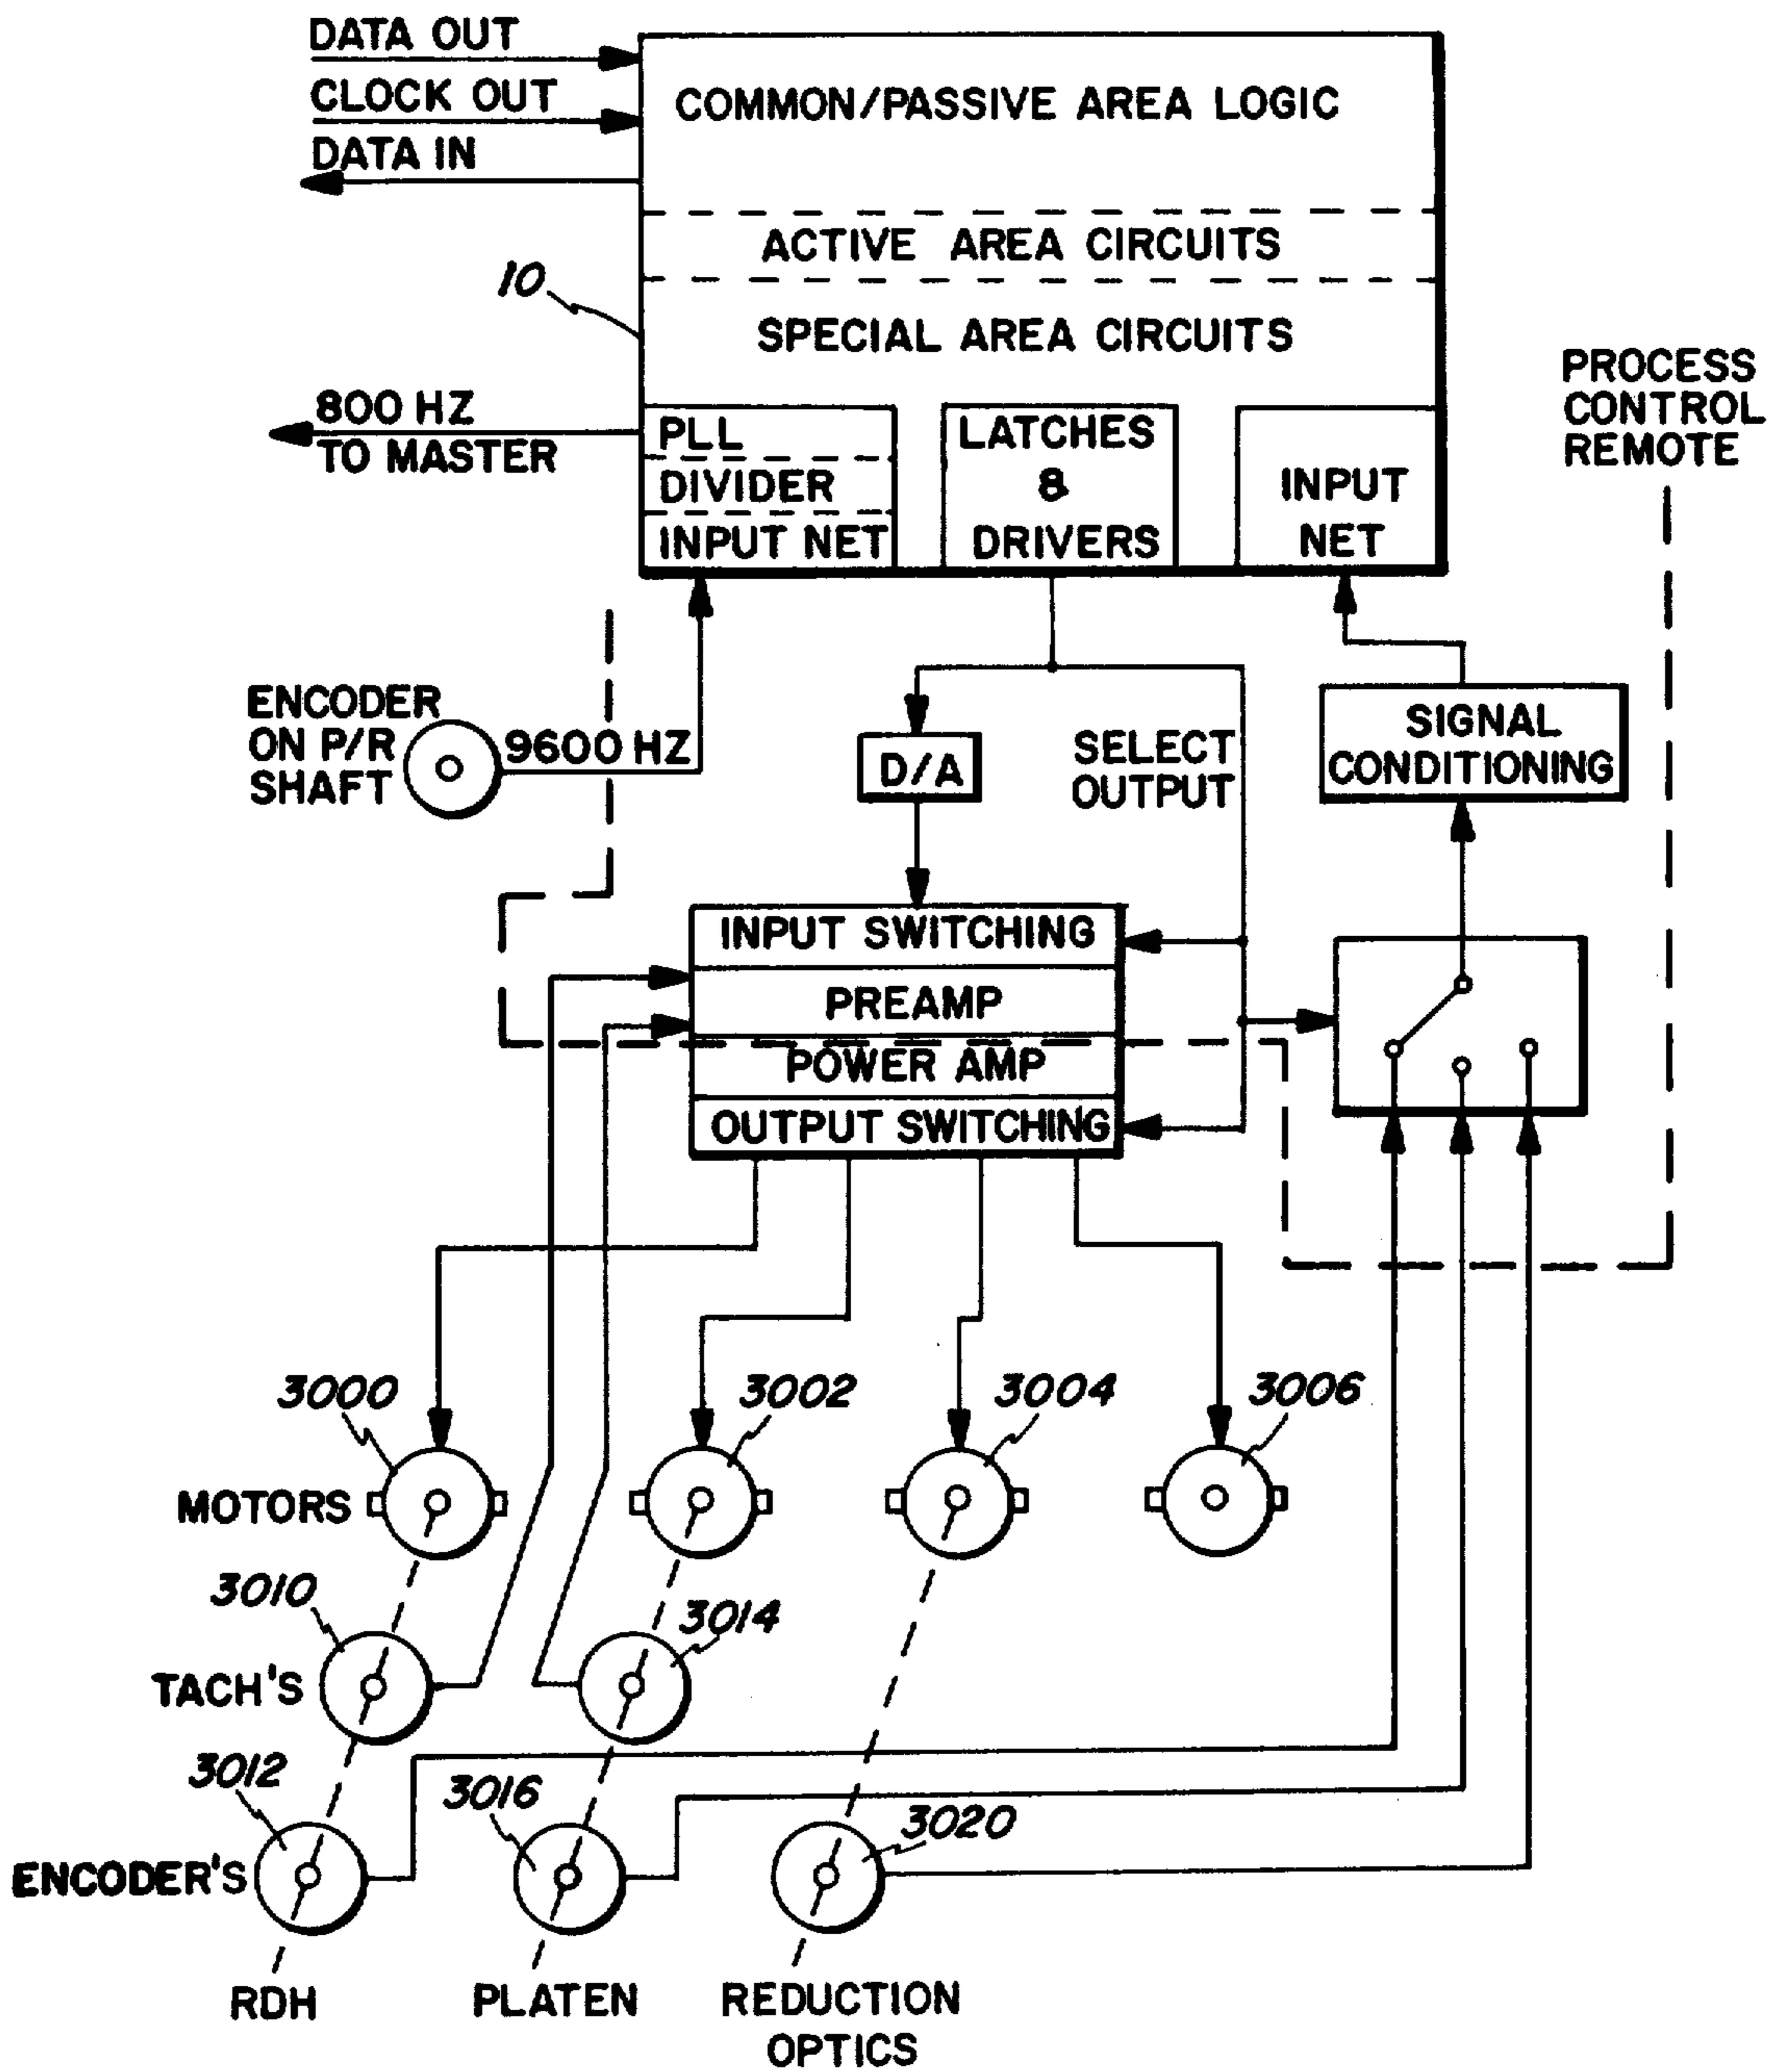 DATA OUT
CLOCK OUT
DATA IN
COMMON/PASSIVE AREA LOGIC
ACTIVE AREA CIRCUITS
10
SPECIAL AREA CIRCUITS
800 HZ
TO MASTER
PLL
DIVIDER
INPUT NET
LATCHES
&
DRIVERS
INPUT
NET
PROCESS
CONTROL
REMOTE
ENCODER
ON P/R
SHAFT
9600 HZ
D/A
SELECT
OUTPUT
SIGNAL
CONDITIONING
INPUT SWITCHING
PREAMP
POWER AMP
OUTPUT SWITCHING
3000
3002
3004
3006
MOTORS
3010
3014
TACH'S
3012
3016
3020
ENCODER'S
RDH
PLATEN
REDUCTION
OPTICS